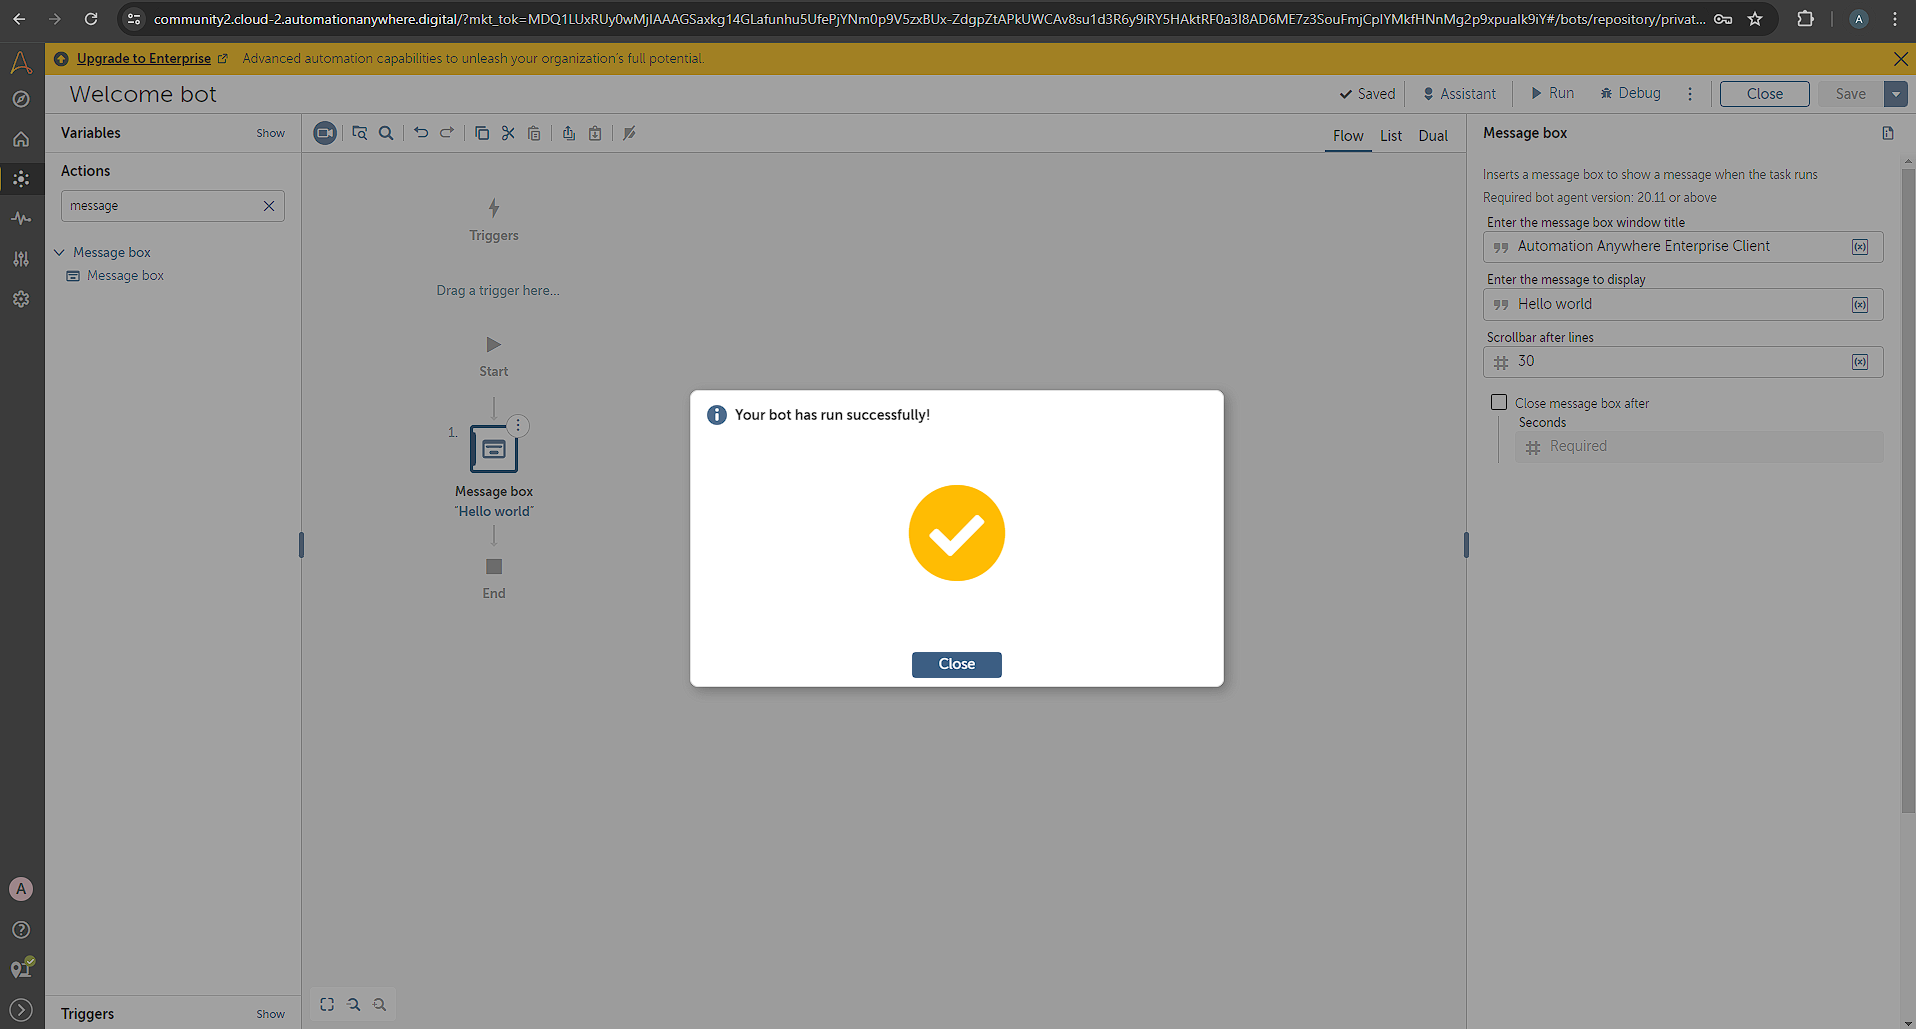 community2.cloud-2.automationanywhere.digital/?mkt_tok=MDQ1LUxRUy0wMjIAAAGSaxkg14GLafunhu5UfePjYNm0p9V5zxBUx-ZdgpZtAPkUWCAv8su1d3R6y9iRY5HAktRF0a3I8AD6ME7z3SouFmjCplYMkfHNnMg2p9xpualk9iY#/bots/repository/privat...
A
Upgrade to Enterprise Advanced automation capabilities to unleash your organization's full potential.
Welcome bot
Saved Assistant Run Debug Close Save
Variables Show
Actions
message
Message box
Message box
Flow List Dual
Triggers
Drag a trigger here...
Start
1.
Message box
"Hello world"
End
Your bot has run successfully!
Close
Message box
Inserts a message box to show a message when the task runs
Required bot agent version: 20.11 or above
Enter the message box window title
Automation Anywhere Enterprise Client
(x)
Enter the message to display
Hello world
(x)
Scrollbar after lines
30
(x)
Close message box after
Seconds
Required
A
Triggers Show